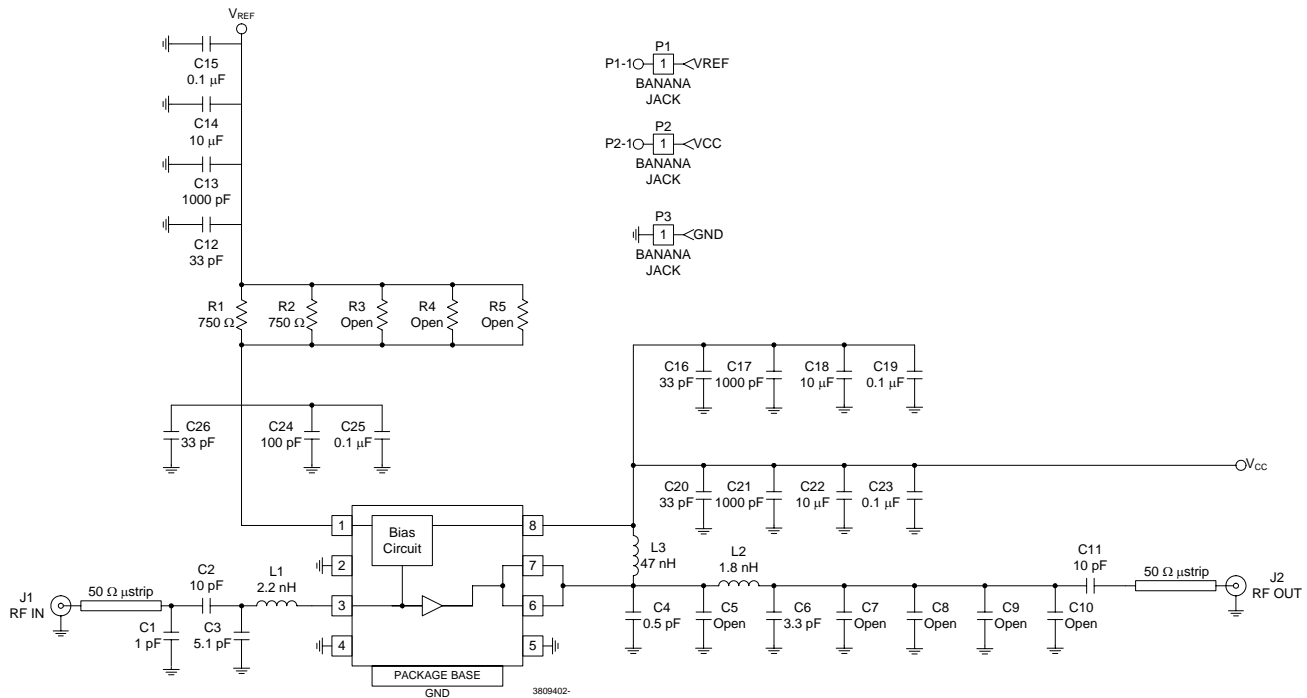 VREF
C15
0.1 µF
C14
10 µF
C13
1000 pF
C12
33 pF
P1
P1-1 1 VREF
BANANA
JACK
P2
P2-1 1 VCC
BANANA
JACK
P3
1 GND
BANANA
JACK
R1
750 Ω
R2
750 Ω
R3
Open
R4
Open
R5
Open
C26
33 pF
C24
100 pF
C25
0.1 µF
C16
33 pF
C17
1000 pF
C18
10 µF
C19
0.1 µF
VCC
C20
33 pF
C21
1000 pF
C22
10 µF
C23
0.1 µF
1
2
3
4
Bias
Circuit
8
7
6
5
PACKAGE BASE
GND
3809402-
J1
RF IN
50 Ω µstrip
C1
1 pF
C2
10 pF
C3
5.1 pF
L1
2.2 nH
L3
47 nH
L2
1.8 nH
C4
0.5 pF
C5
Open
C6
3.3 pF
C7
Open
C8
Open
C9
Open
C10
Open
C11
10 pF
50 Ω µstrip
J2
RF OUT